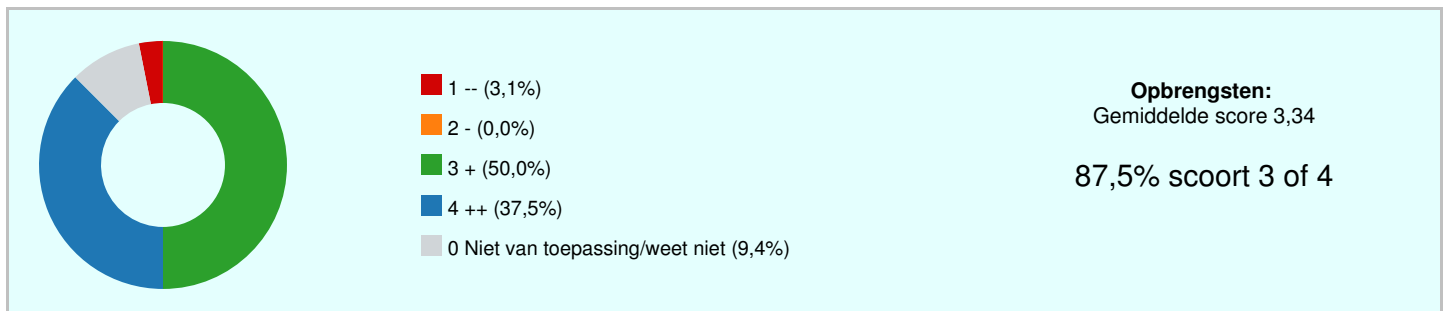 1 -- (3,1%)
2 - (0,0%)
3 + (50,0%)
4 ++ (37,5%)
0 Niet van toepassing/weet niet (9,4%)
Opbrengsten:
Gemiddelde score 3,34
87,5% scoort 3 of 4